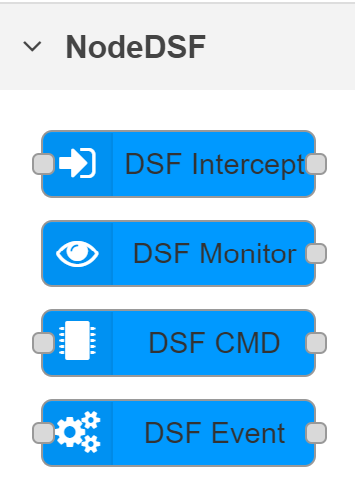 NodeDSF
DSF Intercept
DSF Monitor
DSF CMD
DSF Event